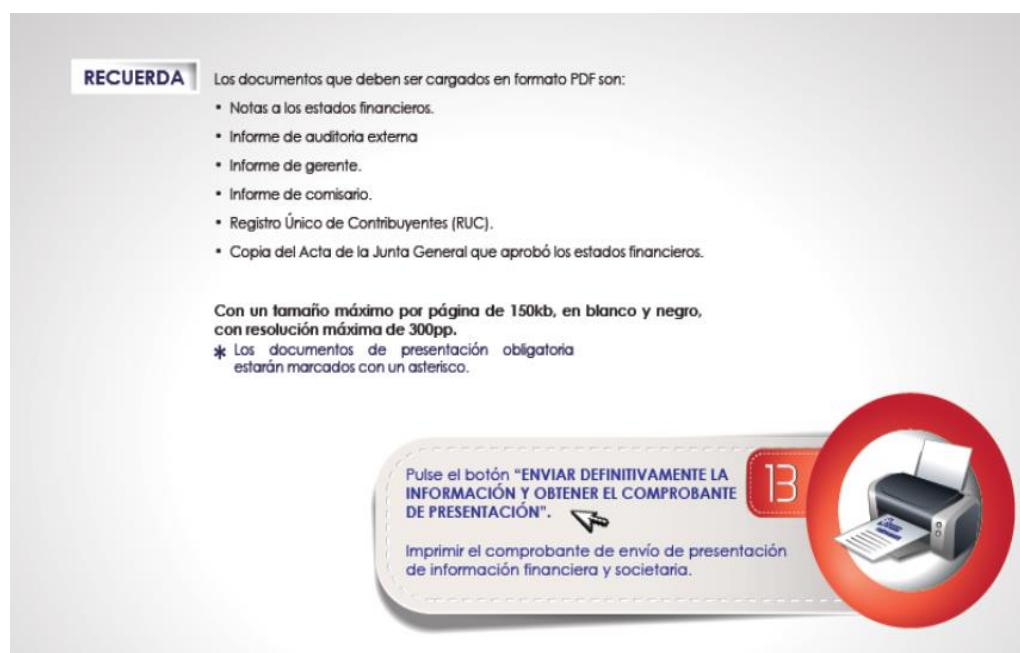 RECUERDA
Los documentos que deben ser cargados en formato PDF son:
• Notas a los estados financieros.
• Informe de auditoria externa
• Informe de gerente.
• Informe de comisario.
• Registro Único de Contribuyentes (RUC).
• Copia del Acta de la Junta General que aprobó los estados financieros.
Con un tamaño máximo por página de 150kb, en blanco y negro,
con resolución máxima de 300pp.
* Los documentos de presentación obligatoria
estarán marcados con un asterisco.
Pulse el botón “ENVIAR DEFINITIVAMENTE LA
INFORMACIÓN Y OBTENER EL COMPROBANTE
DE PRESENTACIÓN”.
13
Imprimir el comprobante de envío de presentación
de información financiera y societaria.